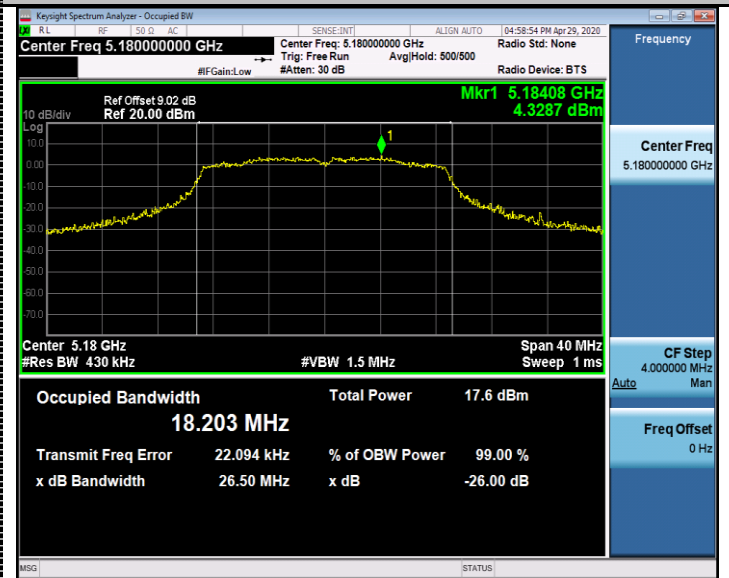 Keysight Spectrum Analyzer - Occupied BW
RL RF 50 Ω AC SENSE:INT ALIGN AUTO 04:58:54 PM Apr 29, 2020
Center Freq 5.180000000 GHz
Center Freq: 5.180000000 GHz Radio Std: None
Trig: Free Run Avg|Hold: 500/500
#IFGain:Low #Atten: 30 dB Radio Device: BTS
Mkr1 5.18408 GHz
4.3287 dBm
Ref Offset 9.02 dB
10 dB/div Ref 20.00 dBm
Log
10.0
0.00
-10.0
-20.0
-30.0
-40.0
-50.0
-60.0
-70.0
1
Center 5.18 GHz Span 40 MHz
#Res BW 430 kHz #VBW 1.5 MHz Sweep 1 ms
Occupied Bandwidth Total Power 17.6 dBm
18.203 MHz
Transmit Freq Error 22.094 kHz % of OBW Power 99.00 %
x dB Bandwidth 26.50 MHz x dB -26.00 dB
MSG STATUS
Frequency
Center Freq
5.180000000 GHz
CF Step
4.000000 MHz
Auto Man
Freq Offset
0 Hz